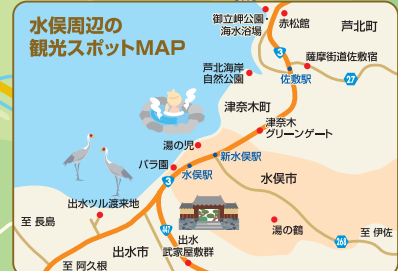 水俣周辺の
観光スポットMAP
御立岬公園・
海水浴場
赤松館
芦北町
3
薩摩街道佐敷宿
芦北海岸
自然公園
佐敷駅
27
津奈木町
津奈木
グリーンゲート
湯の児
新水俣駅
バラ園
水俣駅
3
水俣市
出水ツル渡来地
至 長島
447
湯の鶴
至 伊佐
268
出水市
出水
武家屋敷群
至 阿久根